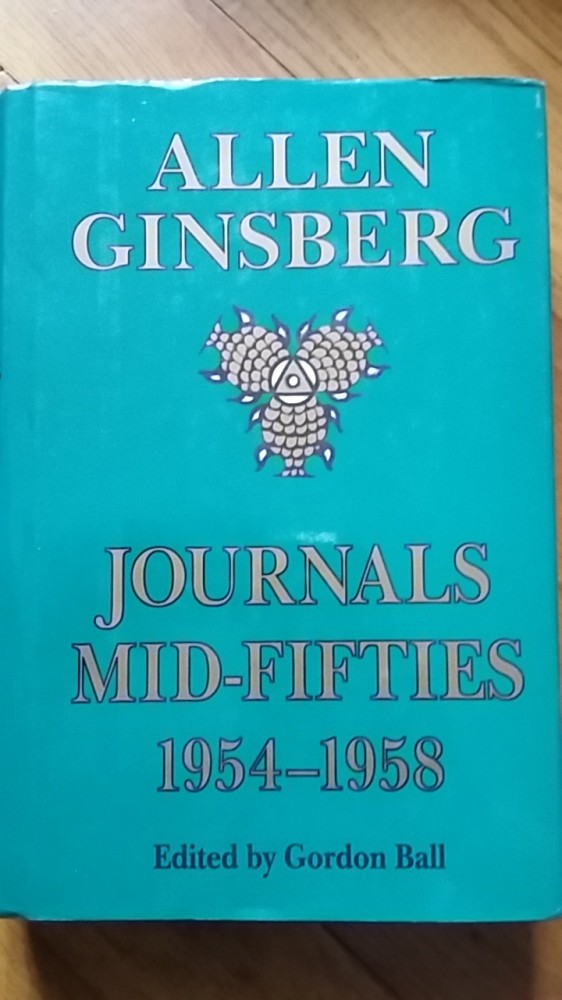 ALLEN
GINSBERG
JOURNALS
MID-FIFTIES
1954–1958
Edited by Gordon Ball